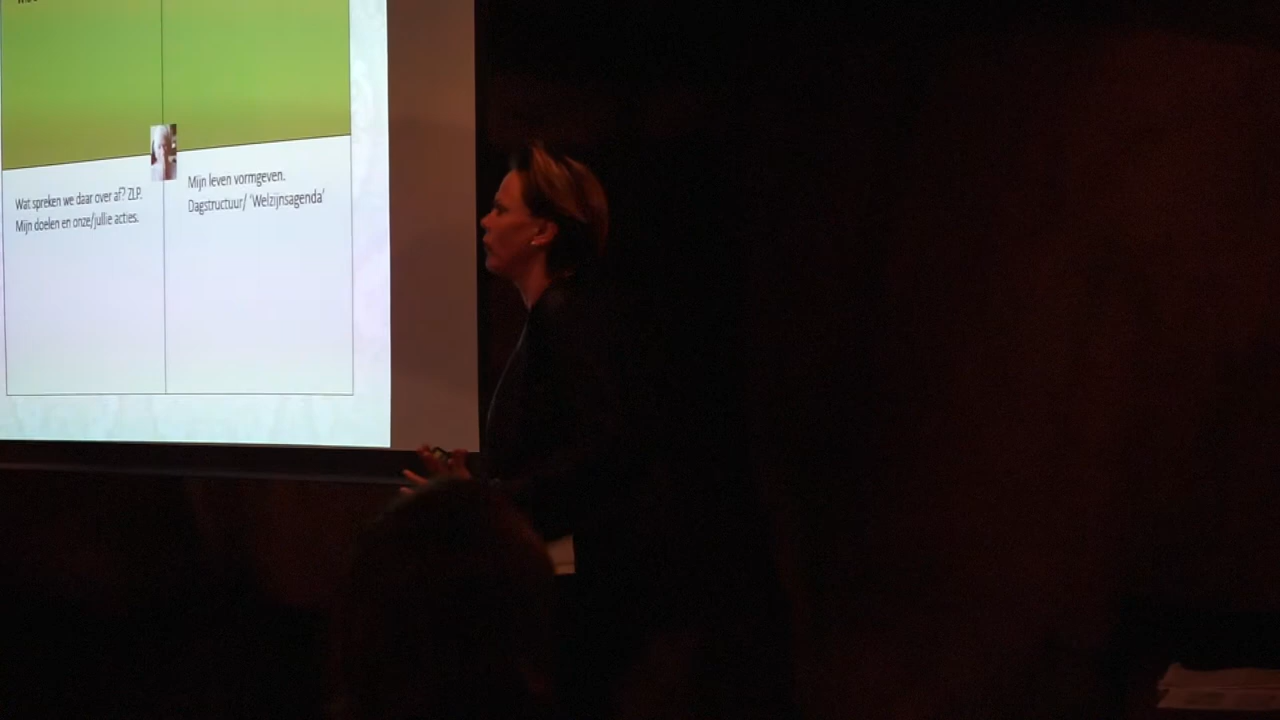 Wat spreken we daar over af? ZLP.
Mijn doelen en onze/jullie acties.
Mijn leven vormgeven.
Dagstructuur/ 'Welzijnsagenda'